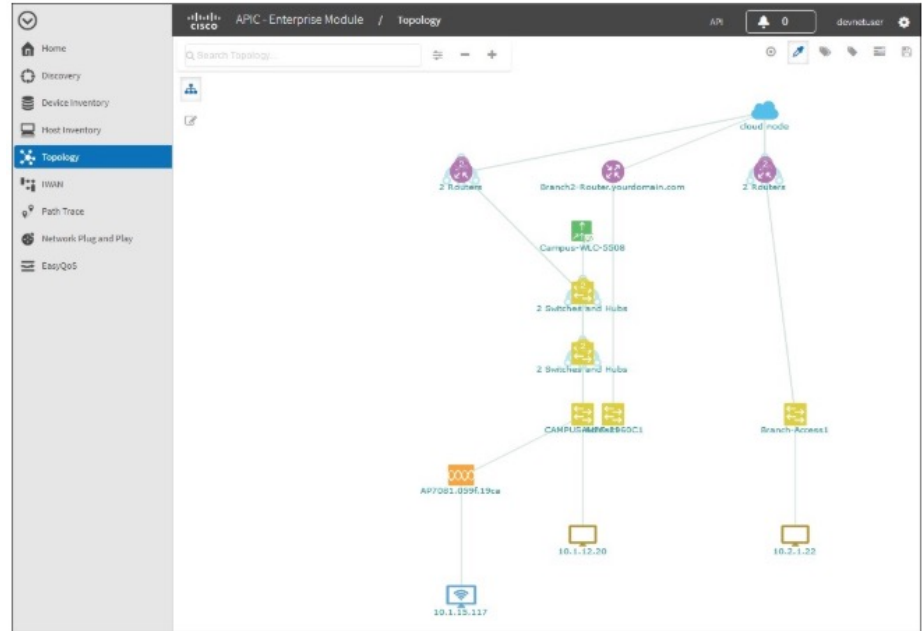 CISCO
APIC - Enterprise Module / Topology
API
0
devnetuser
Home
Discovery
Device Inventory
Host Inventory
Topology
IWAN
Path Trace
Network Plug and Play
EasyQoS
Search Topology...
cloud node
2 Routers
Branch2-Router.yourdomain.com
2 Routers
Campus-WLC-5508
2 Switches and Hubs
2 Switches and Hubs
Branch-Access1
AP7081.059f.19ca
10.1.12.20
10.2.1.22
10.1.15.117